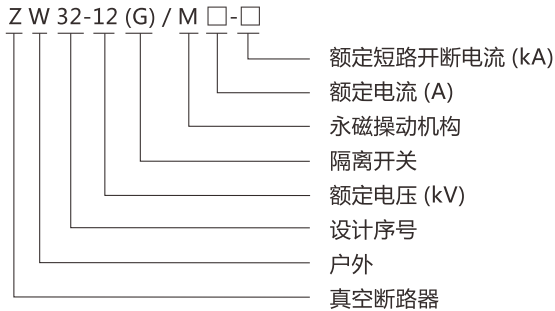 ZW32-12(G)/M□-□
额定短路开断电流 (kA)
额定电流 (A)
永磁操动机构
隔离开关
额定电压 (kV)
设计序号
户外
真空断路器